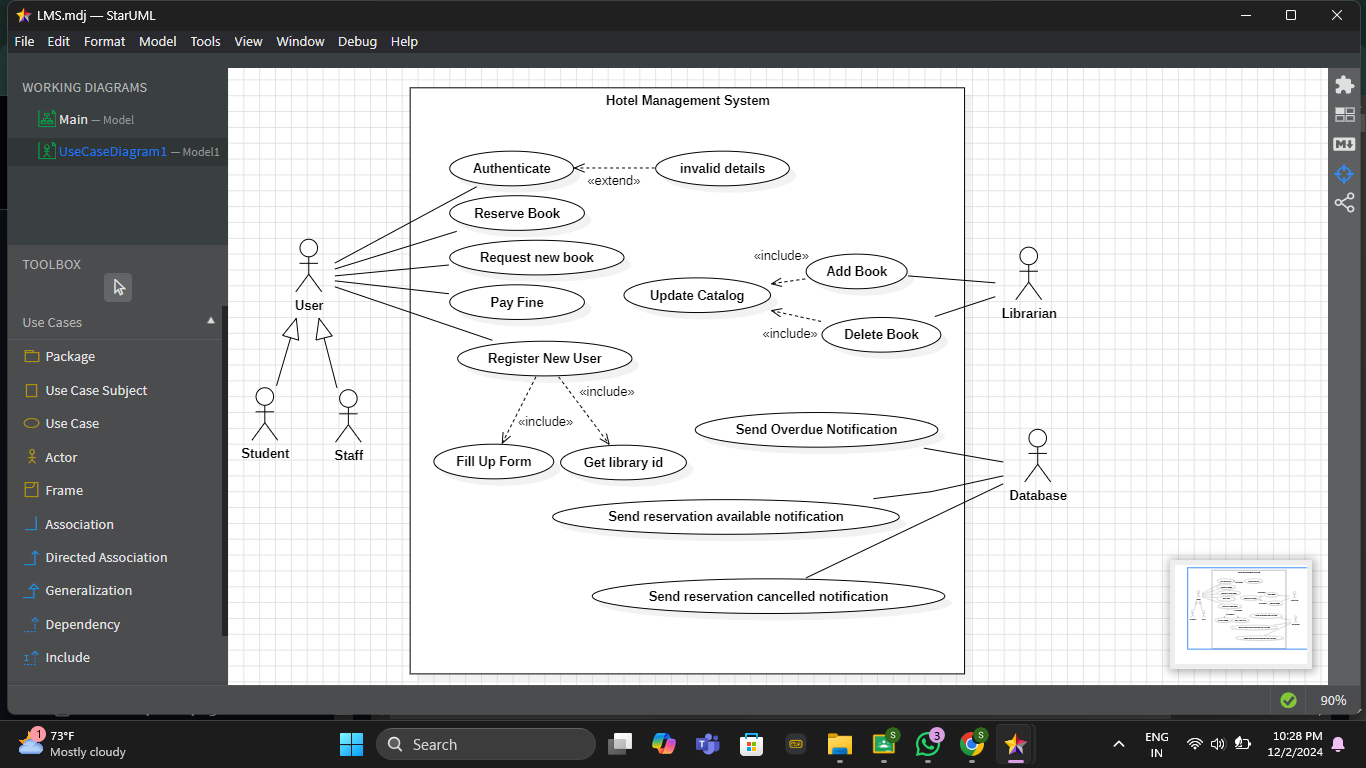 LMS.mdj — StarUML
File Edit Format Model Tools View Window Debug Help
WORKING DIAGRAMS
Main — Model
UseCaseDiagram1 — Model1
TOOLBOX
Use Cases
Package
Use Case Subject
Use Case
Actor
Frame
Association
Directed Association
Generalization
Dependency
Include
Hotel Management System
Authenticate
«extend»
invalid details
Reserve Book
Request new book
Pay Fine
Register New User
«include»
«include»
Fill Up Form
Get library id
User
Student
Staff
Update Catalog
«include»
Add Book
«include»
Delete Book
Librarian
Send Overdue Notification
Send reservation available notification
Send reservation cancelled notification
Database
M
90%
1
73°F
Mostly cloudy
Search
S
3
S
ENG
IN
10:28 PM
12/2/2024